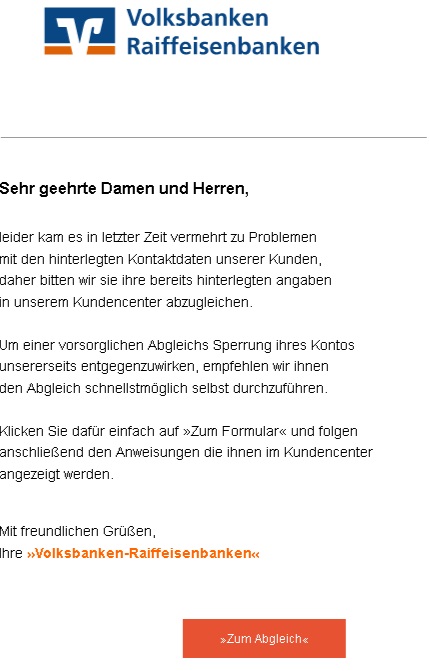 Volksbanken
Raiffeisenbanken
Sehr geehrte Damen und Herren,
leider kam es in letzter Zeit vermehrt zu Problemen
mit den hinterlegten Kontaktdaten unserer Kunden,
daher bitten wir sie ihre bereits hinterlegten angaben
in unserem Kundencenter abzugleichen.
Um einer vorsorglichen Abgleichs Sperrung ihres Kontos
unsererseits entgegenzuwirken, empfehlen wir ihnen
den Abgleich schnellstmöglich selbst durchzuführen.
Klicken Sie dafür einfach auf »Zum Formular« und folgen
anschließend den Anweisungen die ihnen im Kundencenter
angezeigt werden.
Mit freundlichen Grüßen,
Ihre »Volksbanken-Raiffeisenbanken«
»Zum Abgleich«